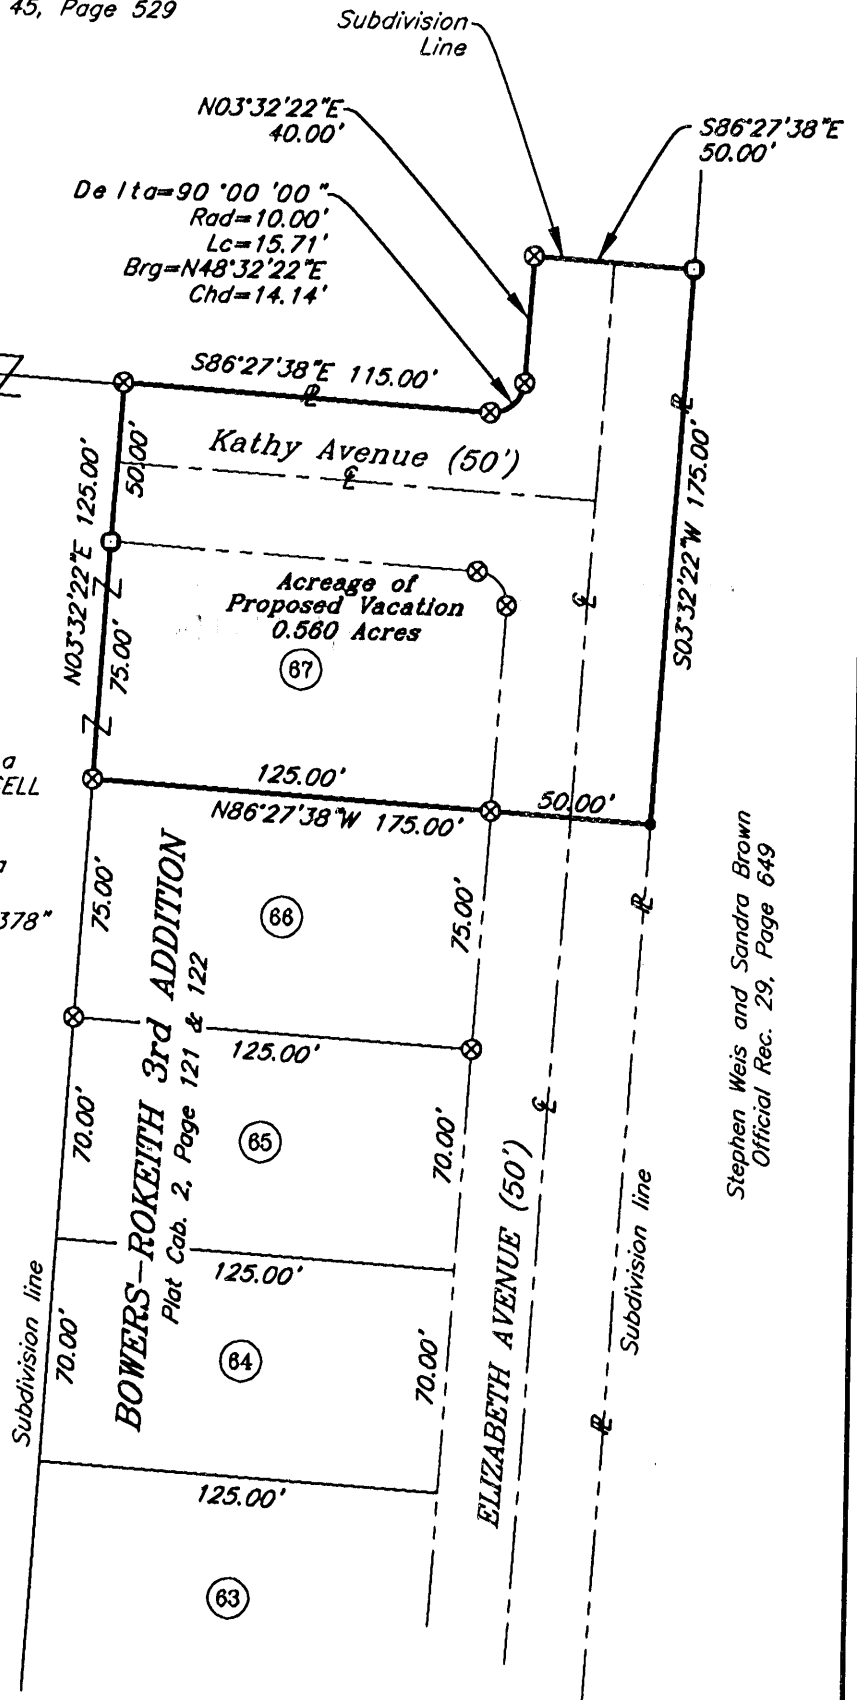 45, Page 529
Subdivision
Line
N03°32'22"E
40.00'
S86°27'38"E
50.00'
Delta=90°00'00"
Rad=10.00'
Lc=15.71'
Brg=N48°32'22"E
Chd=14.14'
S86°27'38"E 115.00'
Kathy Avenue (50')
N03°32'22"E 125.00'
50.00'
75.00'
Acreage of
Proposed Vacation
0.560 Acres
67
S03°32'22"W 175.00'
125.00'
50.00'
N86°27'38"W 175.00'
a
CELL
378"
75.00'
66
75.00'
BOWERS-ROKEITH 3rd ADDITION
Plat Cab. 2, Page 121 & 122
Stephen Weis and Sandra Brown
Official Rec. 29, Page 649
125.00'
70.00'
65
70.00'
ELIZABETH AVENUE (50')
Subdivision line
125.00'
Subdivision line
70.00'
64
70.00'
125.00'
63